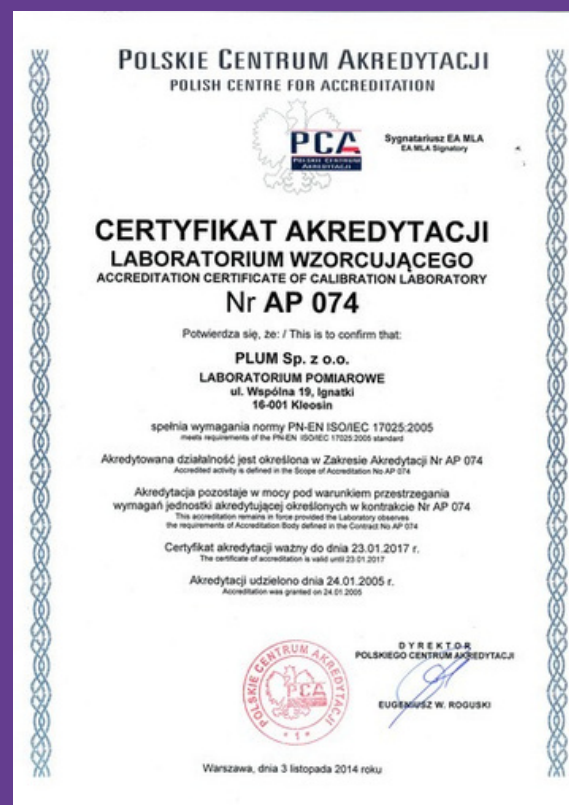 POLSKIE CENTRUM AKREDYTACJI
POLISH CENTRE FOR ACCREDITATION
PCA
POLSKIE CENTRUM
AKREDYTACJI
Sygnatariusz EA MLA
EA MLA Signatory
CERTYFIKAT AKREDYTACJI
LABORATORIUM WZORCUJĄCEGO
ACCREDITATION CERTIFICATE OF CALIBRATION LABORATORY
Nr AP 074
Potwierdza się, że: / This is to confirm that:
PLUM Sp. z o.o.
LABORATORIUM POMIAROWE
ul. Wspólna 19, Ignatki
16-001 Kleosin
spełnia wymagania normy PN-EN ISO/IEC 17025:2005
meets requirements of the PN-EN ISO/IEC 17025:2005 standard
Akredytowana działalność jest określona w Zakresie Akredytacji Nr AP 074
Accredited activity is defined in the Scope of Accreditation No AP 074
Akredytacja pozostaje w mocy pod warunkiem przestrzegania
wymagań jednostki akredytującej określonych w kontrakcie Nr AP 074
This accreditation remains in force provided the Laboratory observes
the requirements of Accreditation Body defined in the Contract No AP 074
Certyfikat akredytacji ważny do dnia 23.01.2017 r.
The certificate of accreditation is valid until 23.01.2017
Akredytacji udzielono dnia 24.01.2005 r.
Accreditation was granted on 24.01.2005
DYREKTOR
POLSKIEGO CENTRUM AKREDYTACJI
POLSKIE CENTRUM AKREDYTACJI
PCA
* 1 *
EUGENIUSZ W. ROGUSKI
Warszawa, dnia 3 listopada 2014 roku